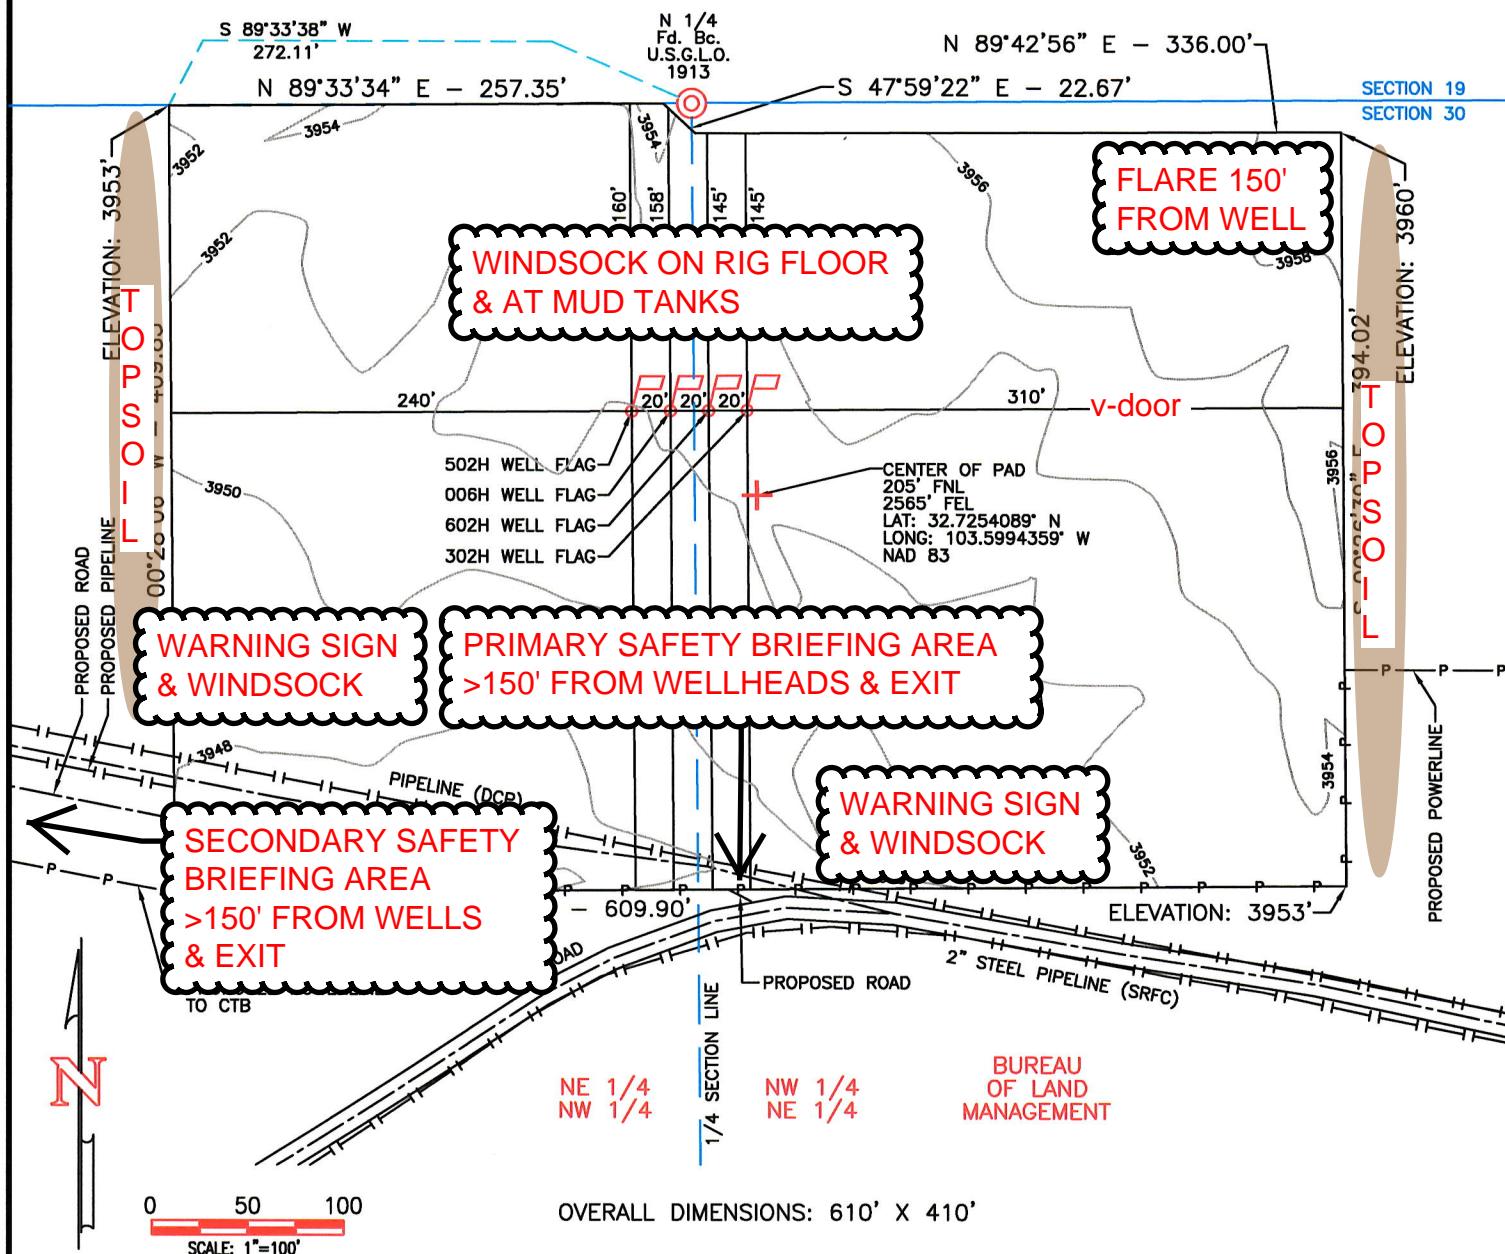 S 89°33'38" W
272.11'
N 1/4
Fd. Bc.
U.S.G.L.O.
1913
N 89°42'56" E - 336.00'
N 89°33'34" E - 257.35'
S 47°59'22" E - 22.67'
SECTION 19
SECTION 30
3954
3954
3952
3952
3956
ELEVATION: 3953'
ELEVATION: 3960'
160'
158'
145'
145'
FLARE 150'
FROM WELL
3958
WINDSOCK ON RIG FLOOR
& AT MUD TANKS
TOPSOIL
394.02'
TOPSOIL
240'
20'
20'
20'
310'
v-door
502H WELL FLAG
006H WELL FLAG
602H WELL FLAG
302H WELL FLAG
CENTER OF PAD
205' FNL
2565' FEL
LAT: 32.7254089° N
LONG: 103.5994359° W
NAD 83
3950
3956
PROPOSED ROAD
PROPOSED PIPELINE
WARNING SIGN
& WINDSOCK
PRIMARY SAFETY BRIEFING AREA
>150' FROM WELLHEADS & EXIT
P P P
3948
PIPELINE (DCP)
3954
PROPOSED POWERLINE
WARNING SIGN
& WINDSOCK
3952
SECONDARY SAFETY
BRIEFING AREA
>150' FROM WELLS
& EXIT
P P
P P P P P P P P P P P P P P
- 609.90'
ELEVATION: 3953'
OAD
2" STEEL PIPELINE (SRFC)
PROPOSED ROAD
TO CTB
1/4 SECTION LINE
N
NE 1/4
NW 1/4
NW 1/4
NE 1/4
BUREAU
OF LAND
MANAGEMENT
0 50 100
SCALE: 1"=100'
OVERALL DIMENSIONS: 610' X 410'